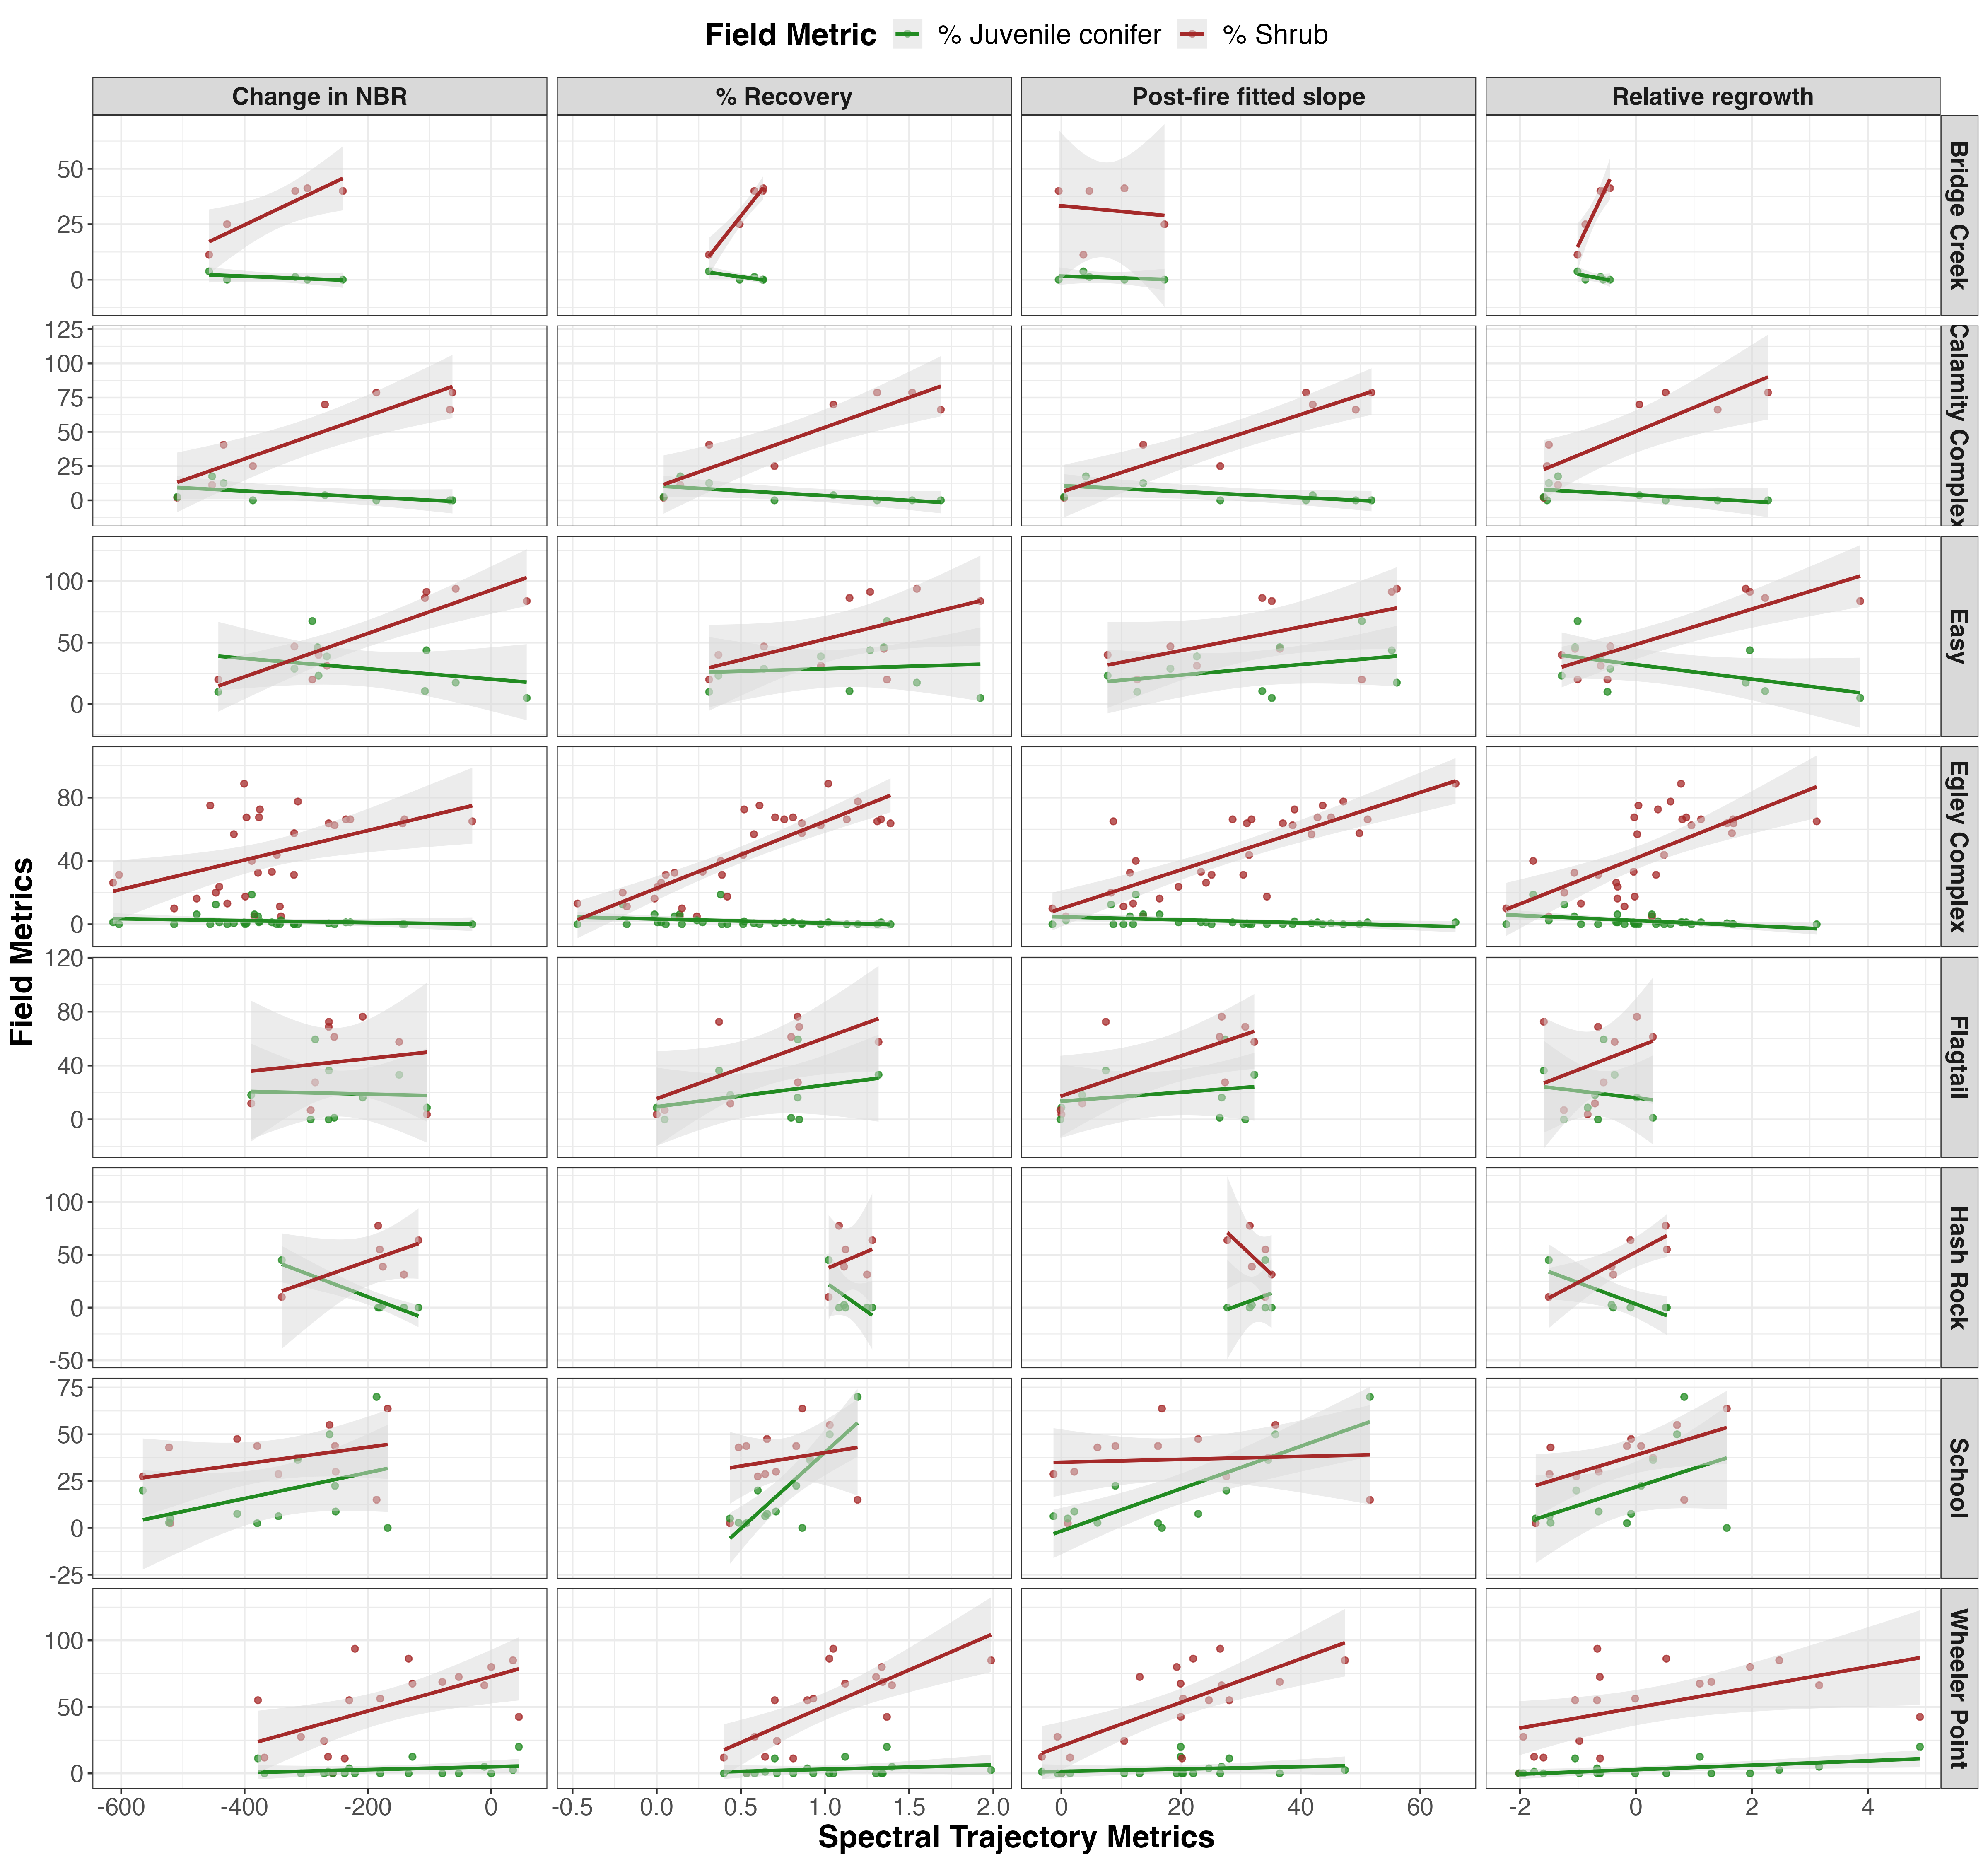 Field Metric % Juvenile conifer % Shrub
Change in NBR % Recovery Post-fire fitted slope Relative regrowth
50
25
0
Bridge Creek
125
100
75
50
25
0
Calamity Complex
100
50
0
Easy
80
40
0
Egley Complex
120
80
40
0
Flagtail
100
50
0
-50
Hash Rock
75
50
25
0
-25
School
100
50
0
Wheeler Point
Field Metrics
-600 -400 -200 0 -0.5 0.0 0.5 1.0 1.5 2.0 0 20 40 60 -2 0 2 4
Spectral Trajectory Metrics